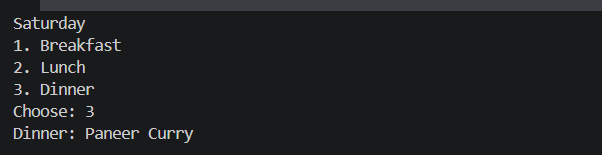 Saturday
1. Breakfast
2. Lunch
3. Dinner
Choose: 3
Dinner: Paneer Curry